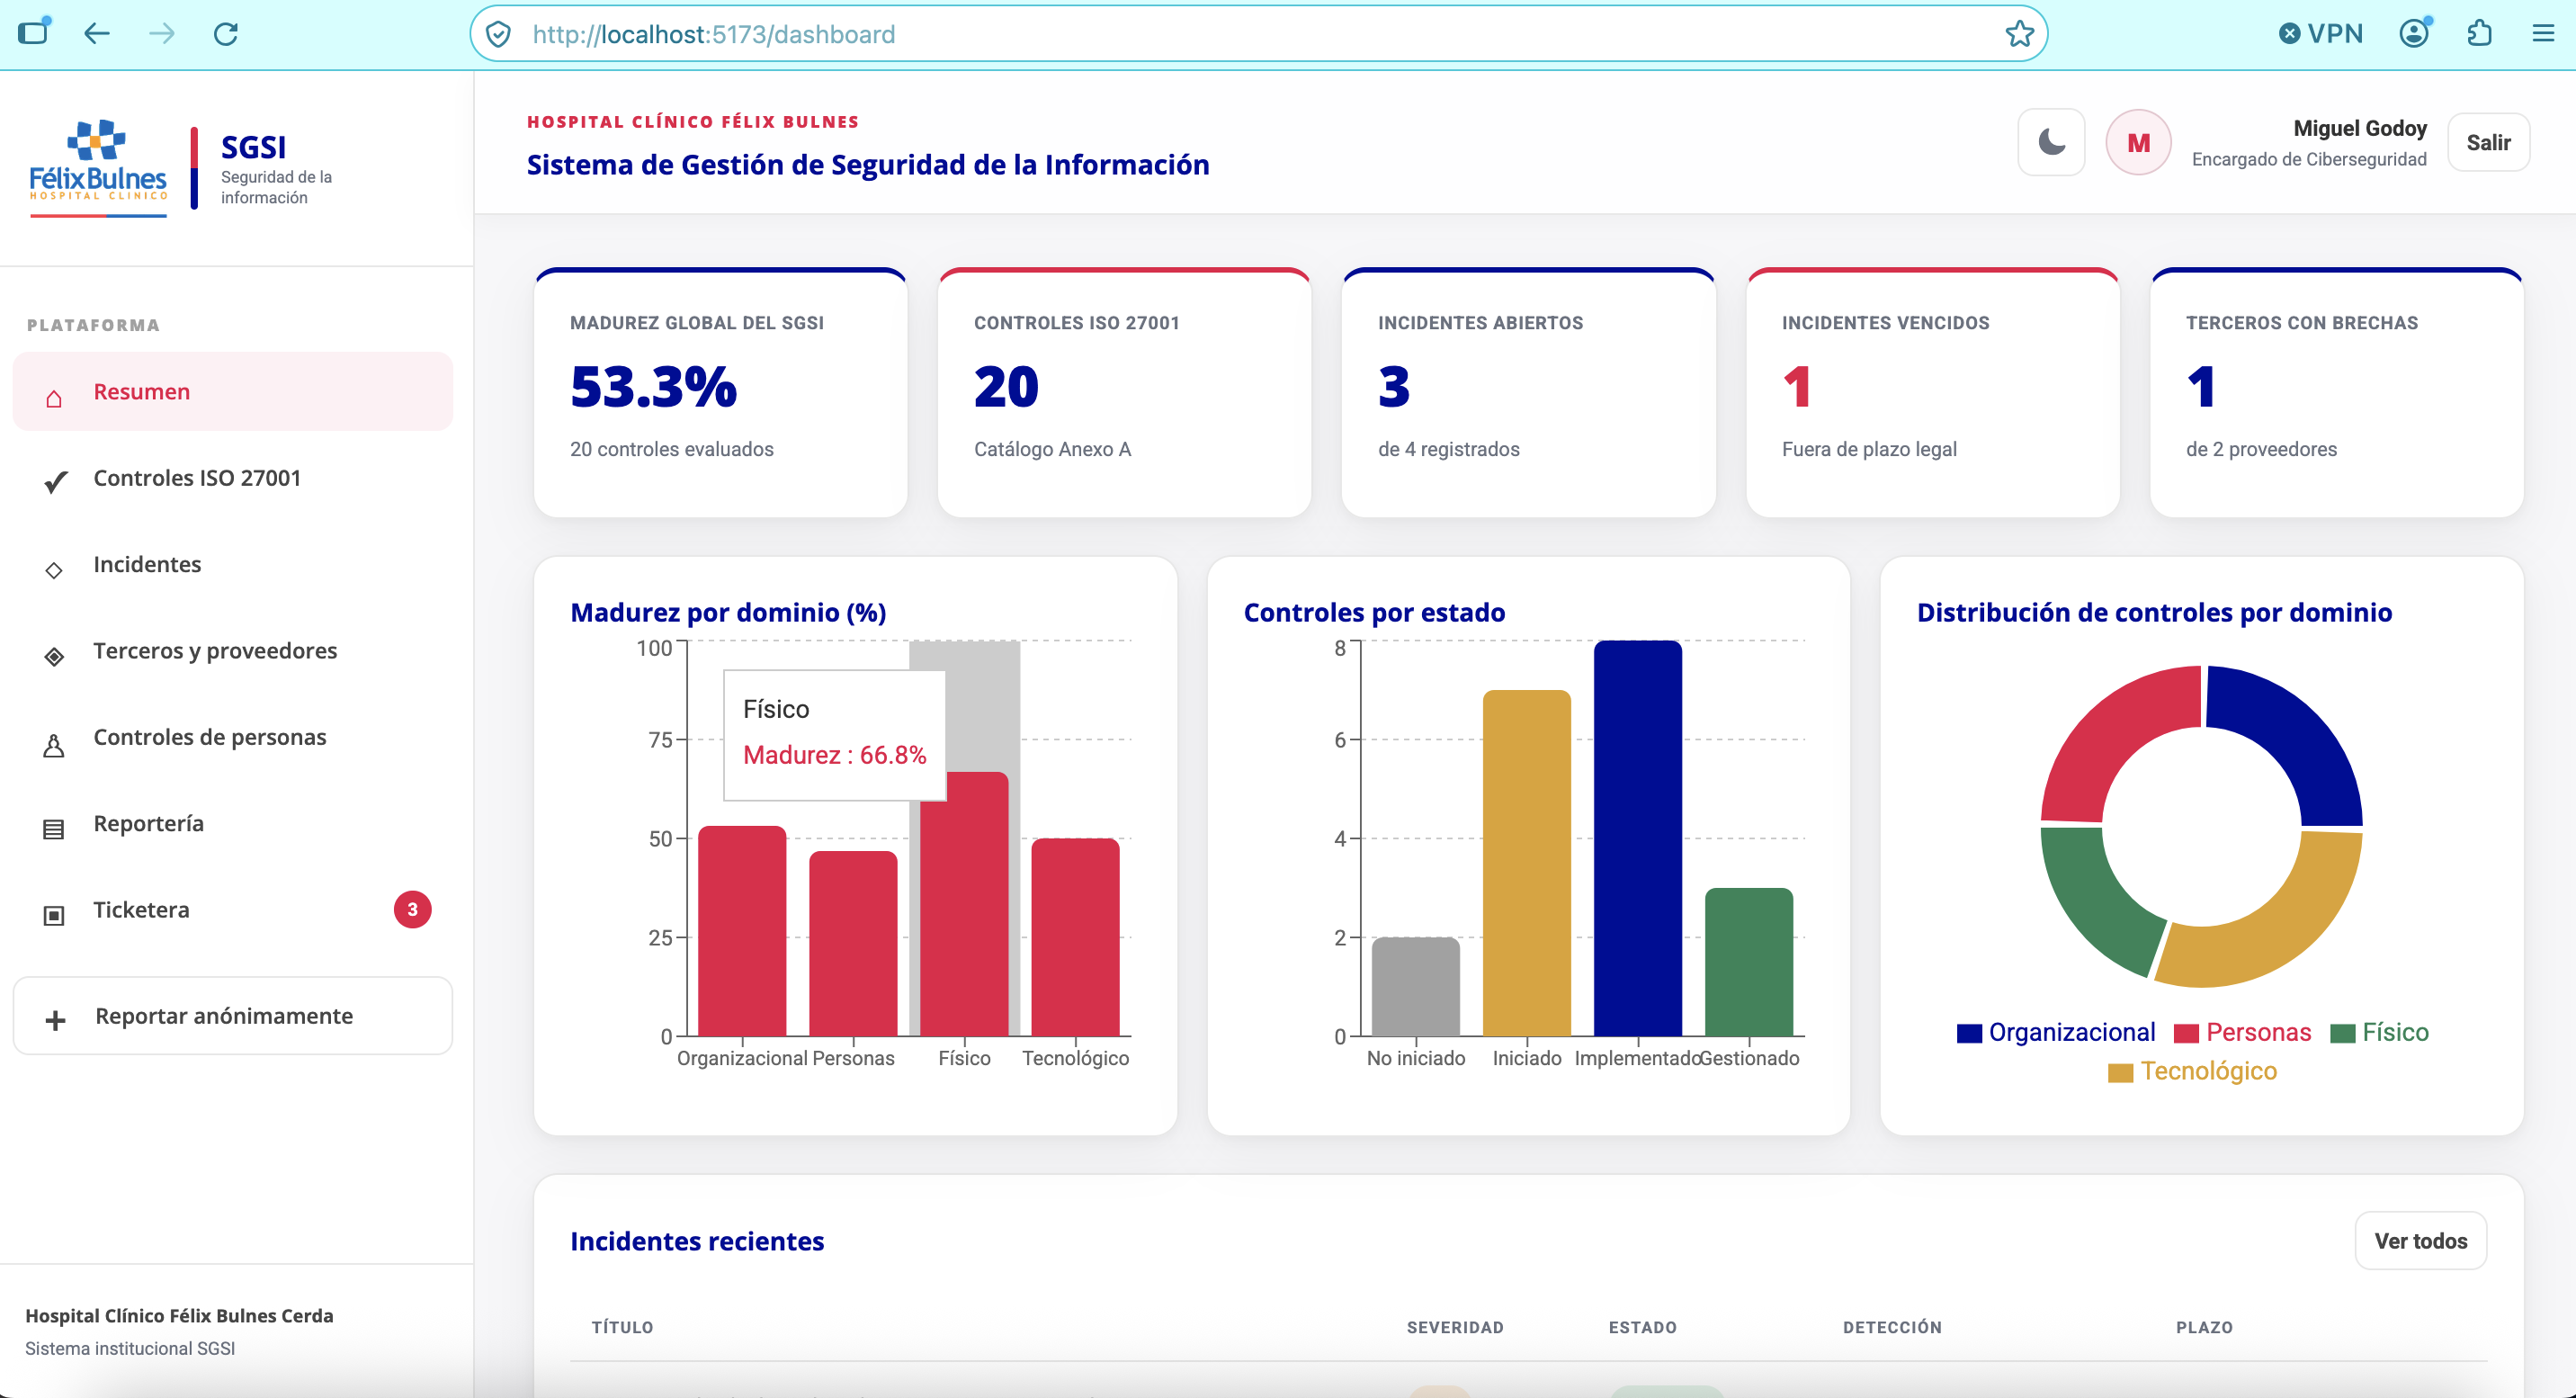 http://localhost:5173/dashboard
VPN
FélixBulnes
HOSPITAL CLINICO
SGSI
Seguridad de la
información
PLATAFORMA
Resumen
Controles ISO 27001
Incidentes
Terceros y proveedores
Controles de personas
Reportería
Ticketera
3
Reportar anónimamente
Hospital Clínico Félix Bulnes Cerda
Sistema institucional SGSI
HOSPITAL CLÍNICO FÉLIX BULNES
Sistema de Gestión de Seguridad de la Información
M
Miguel Godoy
Encargado de Ciberseguridad
Salir
MADUREZ GLOBAL DEL SGSI
53.3%
20 controles evaluados
CONTROLES ISO 27001
20
Catálogo Anexo A
INCIDENTES ABIERTOS
3
de 4 registrados
INCIDENTES VENCIDOS
1
Fuera de plazo legal
TERCEROS CON BRECHAS
1
de 2 proveedores
Madurez por dominio (%)
100
75
50
25
0
Físico
Madurez : 66.8%
Organizacional Personas Físico Tecnológico
Controles por estado
8
6
4
2
0
No iniciado Iniciado Implementado Gestionado
Distribución de controles por dominio
Organizacional Personas Físico
Tecnológico
Incidentes recientes
Ver todos
TÍTULO SEVERIDAD ESTADO DETECCIÓN PLAZO